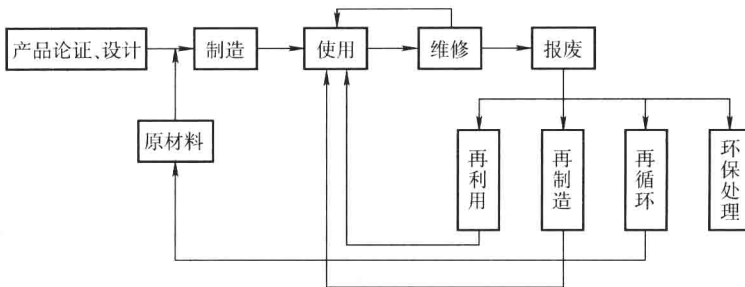 产品论证、设计
制造
使用
维修
报废
原材料
再利用
再制造
再循环
环保处理